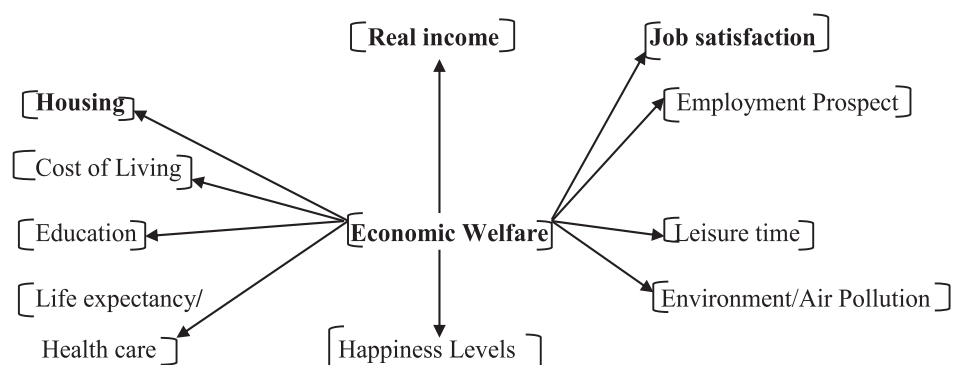 Real income
Job satisfaction
Housing
Employment Prospect
Cost of Living
Education
Economic Welfare
Leisure time
Life expectancy/
Health care
Environment/Air Pollution
Happiness Levels